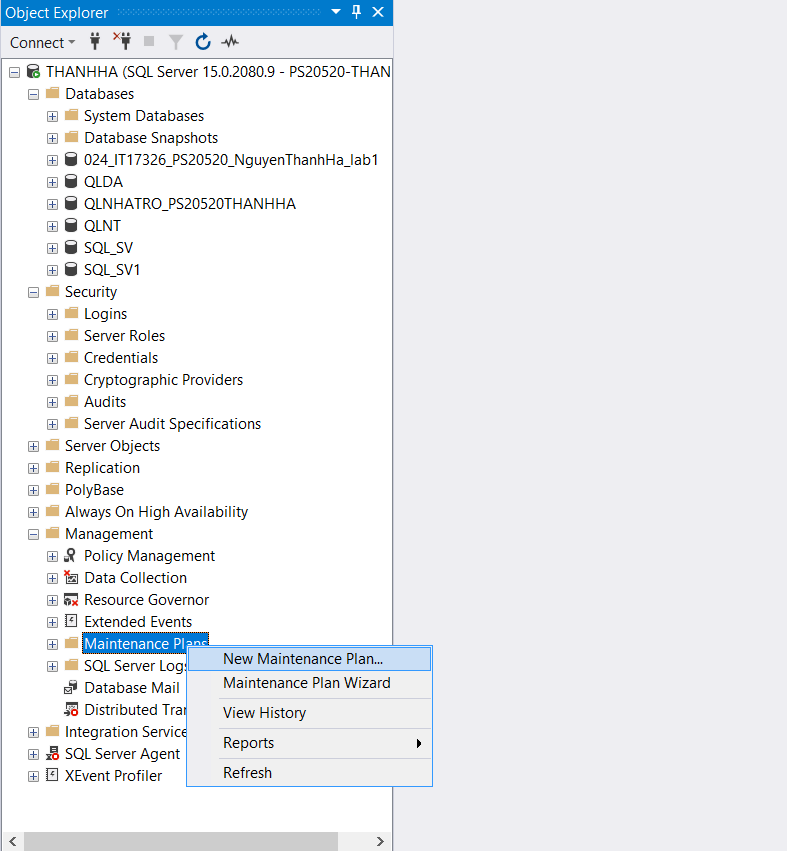 Object Explorer
Connect
THANHHA (SQL Server 15.0.2080.9 - PS20520-THAN
Databases
System Databases
Database Snapshots
024_IT17326_PS20520_NguyenThanhHa_lab1
QLDA
QLNHATRO_PS20520THANHHA
QLNT
SQL_SV
SQL_SV1
Security
Logins
Server Roles
Credentials
Cryptographic Providers
Audits
Server Audit Specifications
Server Objects
Replication
PolyBase
Always On High Availability
Management
Policy Management
Data Collection
Resource Governor
Extended Events
Maintenance Plans
SQL Server Logs
Database Mail
Distributed Tra
Integration Service
SQL Server Agent
XEvent Profiler
New Maintenance Plan...
Maintenance Plan Wizard
View History
Reports
Refresh